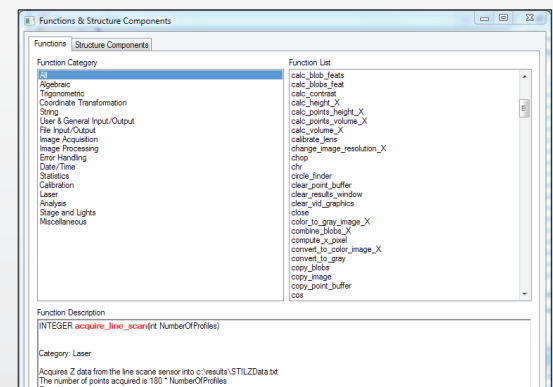 Functions & Structure Components
Functions
Structure Components
Function Category
All
Algebraic
Trigonometric
Coordinate Transformation
String
User & General Input/Output
File Input/Output
Image Acquisition
Image Processing
Error Handling
Date/Time
Statistics
Calibration
Laser
Analysis
Stage and Lights
Miscellaneous
Function List
calc_blob_feats
calc_blobs_feat
calc_contrast
calc_height_X
calc_points_height_X
calc_points_volume_X
calc_volume_X
calibrate_lens
change_image_resolution_X
chop
chr
circle_finder
clear_point_buffer
clear_results_window
clear_vid_graphics
close
color_to_gray_image_X
combine_blobs_X
compute_x_pixel
convert_to_color_image_X
convert_to_gray
copy_blobs
copy_image
copy_point_buffer
cos
Function Description
INTEGER acquire_line_scan(int NumberOfProfiles)
Category: Laser
Acquires Z data from the line scane sensor into c:\vesults\STILZData.txt
The number of points acquired is 180 * NumberOfProfiles